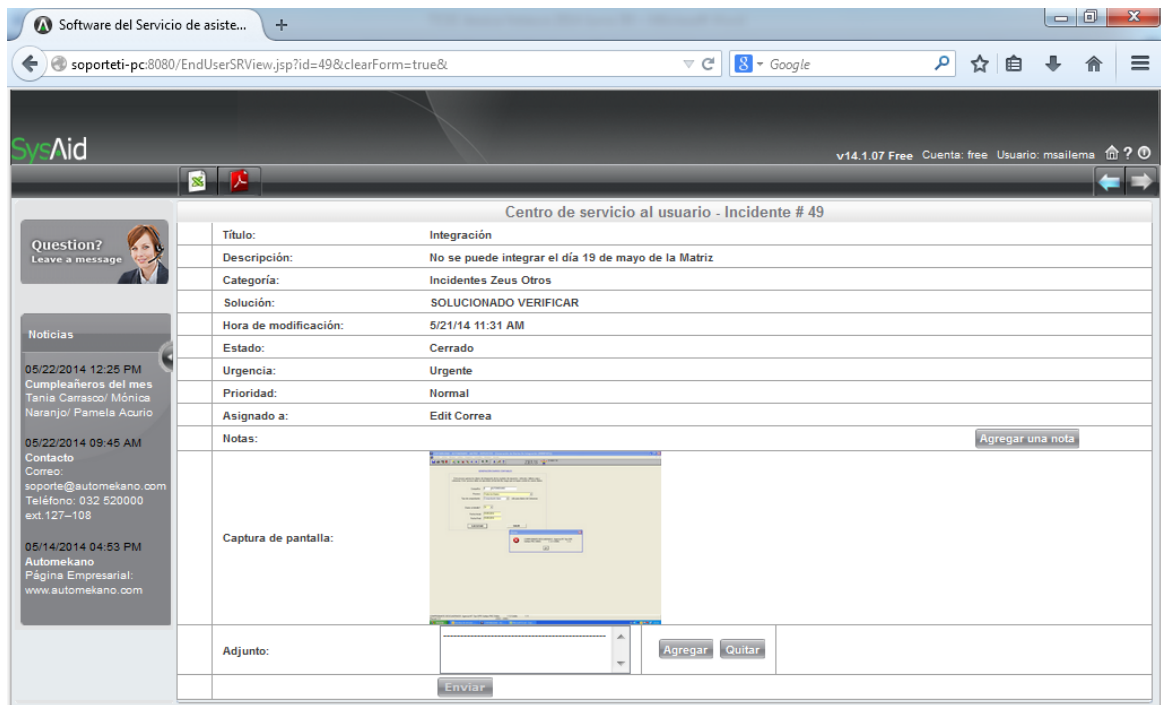 Software del Servicio de asiste...
soporteti-pc:8080/EndUserSRView.jsp?id=49&clearForm=true&
Google
SysAid
v14.1.07 Free Cuenta: free Usuario: msailema
Centro de servicio al usuario - Incidente # 49
Question?
Leave a message
Noticias
05/22/2014 12:25 PM
Cumpleañeros del mes
Tania Carrasco/ Mónica
Naranjo/ Pamela Acurio
05/22/2014 09:45 AM
Contacto
Correo:
soporte@automekano.com
Teléfono: 032 520000
ext.127–108
05/14/2014 04:53 PM
Automekano
Página Empresarial:
www.automekano.com
Título: Integración
Descripción: No se puede integrar el día 19 de mayo de la Matriz
Categoría: Incidentes Zeus Otros
Solución: SOLUCIONADO VERIFICAR
Hora de modificación: 5/21/14 11:31 AM
Estado: Cerrado
Urgencia: Urgente
Prioridad: Normal
Asignado a: Edit Correa
Notas: Agregar una nota
Captura de pantalla:
Adjunto: Agregar Quitar
Enviar